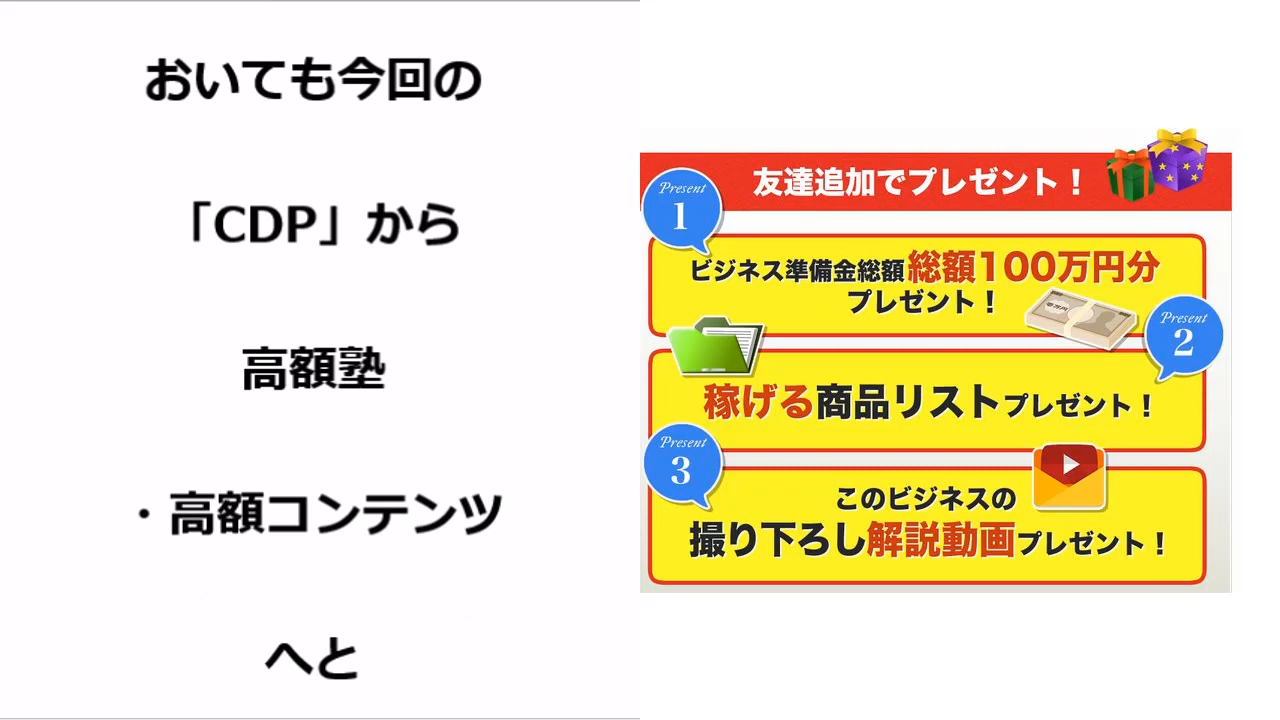 おいても今回の
「CDP」から
高額塾
・高額コンテンツ
へと
友達追加でプレゼント！
Present
1
ビジネス準備金総額総額100万円分
プレゼント！
壱万円
Present
2
稼げる商品リストプレゼント！
Present
3
このビジネスの
撮り下ろし解説動画プレゼント！